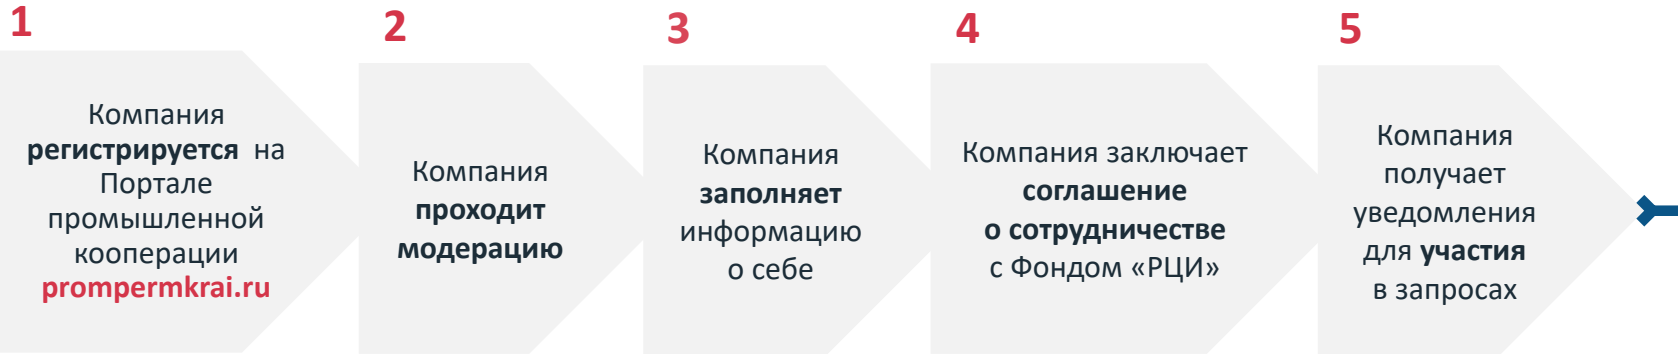 1
Компания
регистрируется на
Портале
промышленной
кооперации
prompermkrai.ru
2
Компания
проходит
модерацию
3
Компания
заполняет
информацию
о себе
4
Компания заключает
соглашение
о сотрудничестве
с Фондом «РЦИ»
5
Компания
получает
уведомления
для участия
в запросах